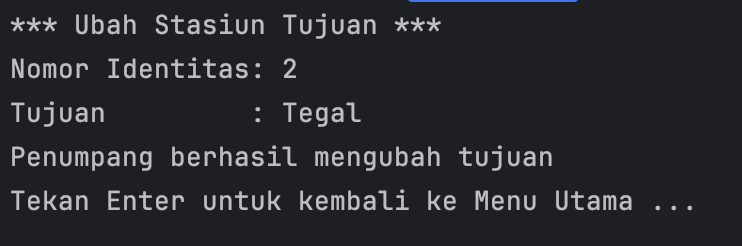 *** Ubah Stasiun Tujuan ***
Nomor Identitas: 2
Tujuan         : Tegal
Penumpang berhasil mengubah tujuan
Tekan Enter untuk kembali ke Menu Utama ...